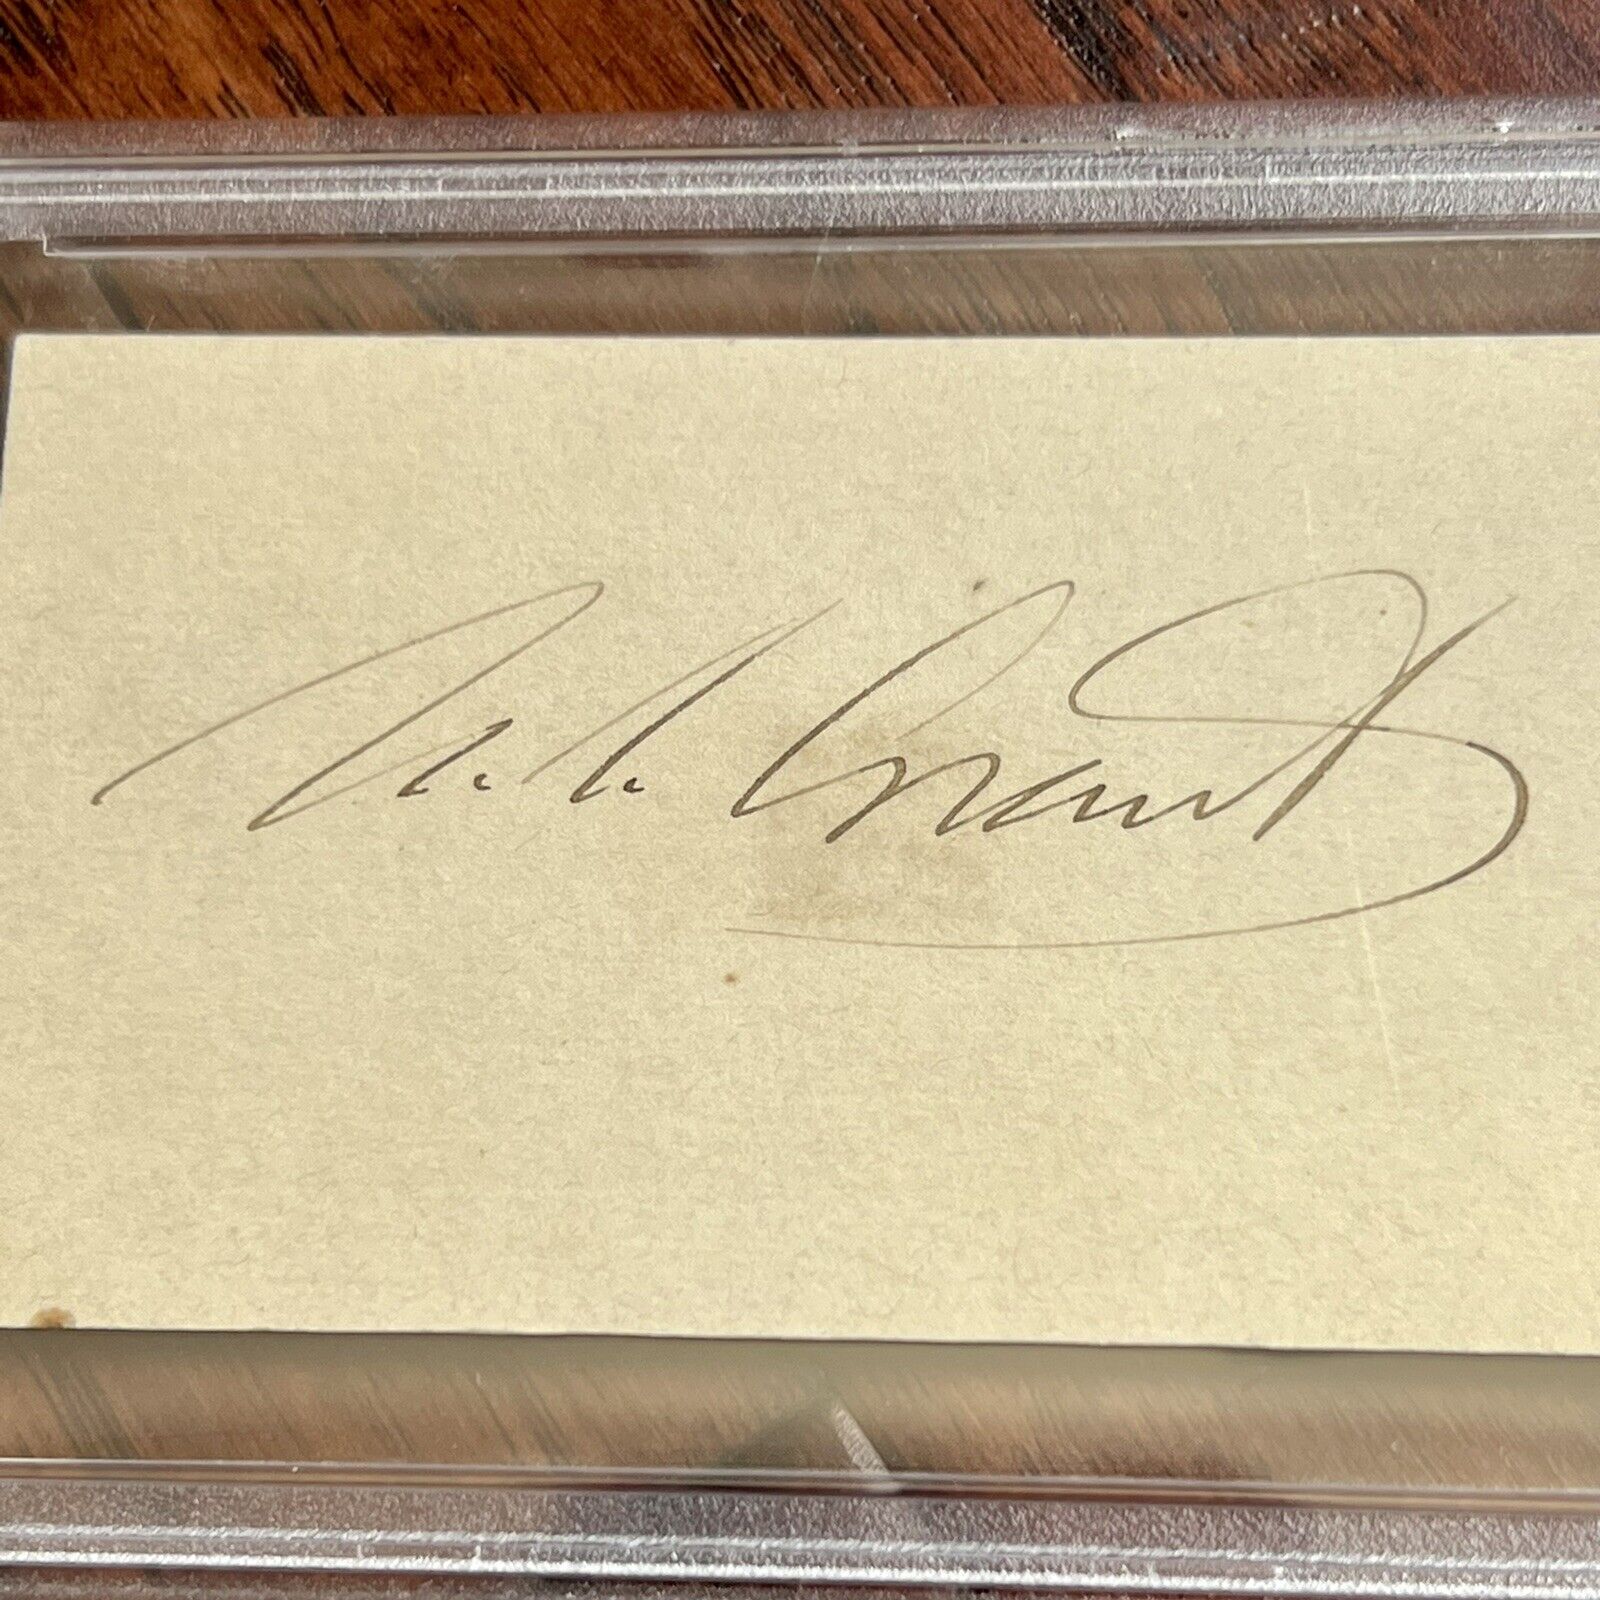 U. S. Grant